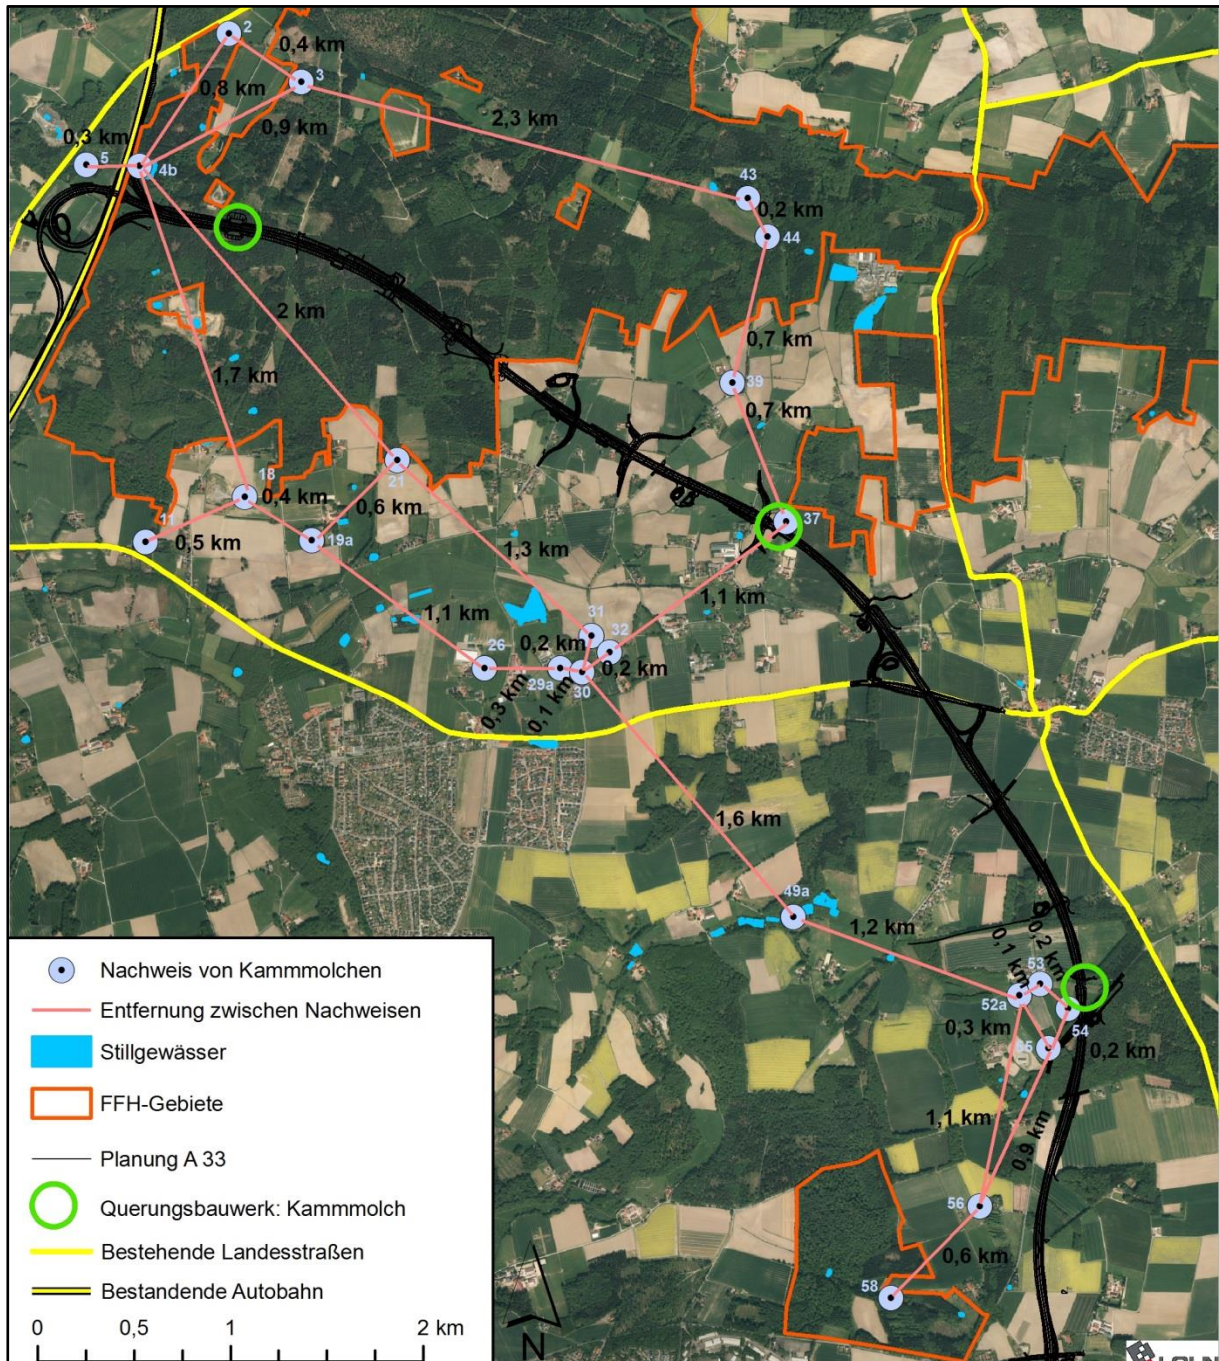 2
0,4 km
3
0,8 km
0,9 km
2,3 km
0,3 km
5
4b
43
0,2 km
44
2 km
0,7 km
1,7 km
39
0,7 km
21
18
0,4 km
0,6 km
11
0,5 km
19a
37
1,3 km
1,1 km
1,1 km
31
0,2 km
32
26
0,2 km
29a
30
0,3 km
0,1 km
1,6 km
49a
1,2 km
0,2 km
0,1 km
53
52a
54
0,3 km
55
0,2 km
1,1 km
0,9 km
56
0,6 km
58
Nachweis von Kammmolchen
Entfernung zwischen Nachweisen
Stillgewässer
FFH-Gebiete
Planung A 33
Querungsbauwerk: Kammmolch
Bestehende Landesstraßen
Bestandende Autobahn
0 0,5 1 2 km
N